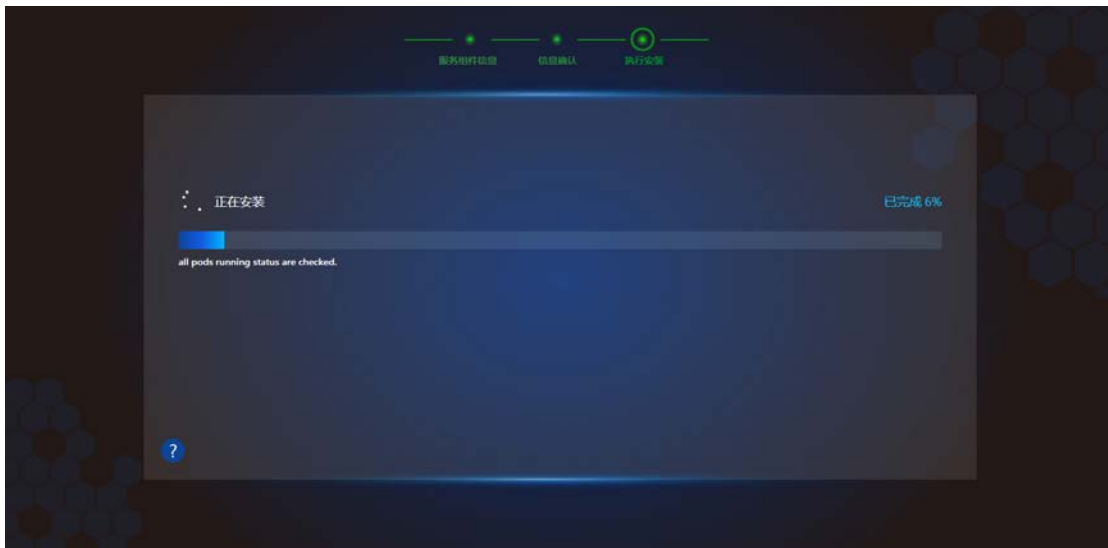 服务组件信息 信息确认 执行安装
正在安装 已完成 6%
all pods running status are checked.
?